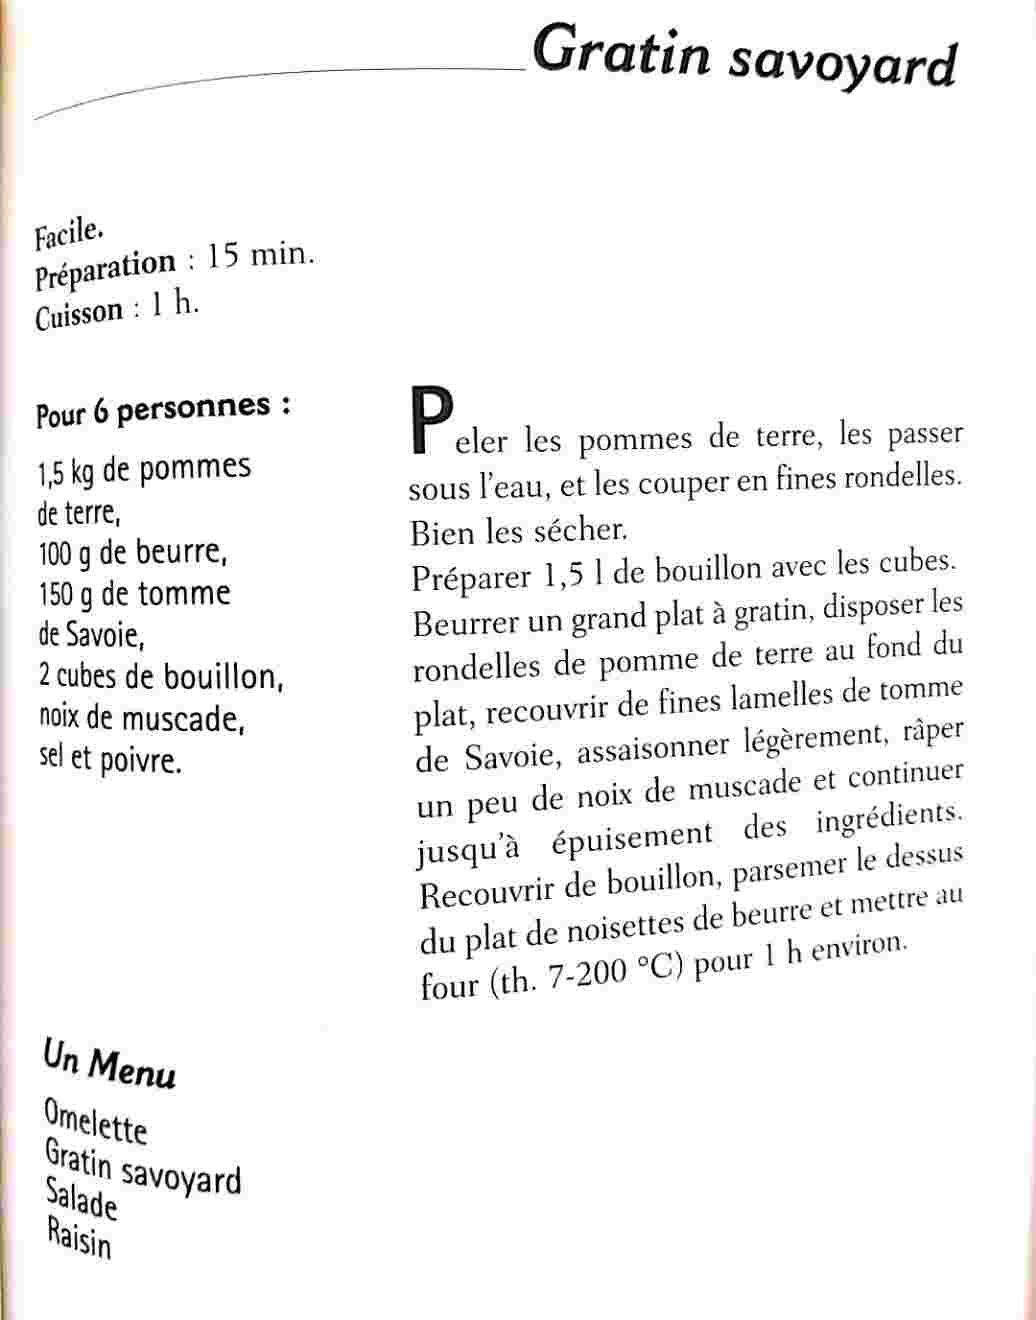 Gratin savoyard
Facile.
Préparation : 15 min.
Cuisson : 1 h.
Pour 6 personnes :
1,5 kg de pommes
de terre,
100 g de beurre,
150 g de tomme
de Savoie,
2 cubes de bouillon,
noix de muscade,
sel et poivre.
Peler les pommes de terre, les passer
sous l'eau, et les couper en fines rondelles.
Bien les sécher.
Préparer 1,5 l de bouillon avec les cubes.
Beurrer un grand plat à gratin, disposer les
rondelles de pomme de terre au fond du
plat, recouvrir de fines lamelles de tomme
de Savoie, assaisonner légèrement, râper
un peu de noix de muscade et continuer
jusqu'à épuisement des ingrédients.
Recouvrir de bouillon, parsemer le dessus
du plat de noisettes de beurre et mettre au
four (th. 7-200 °C) pour 1 h environ.
Un Menu
Omelette
Gratin savoyard
Salade
Raisin